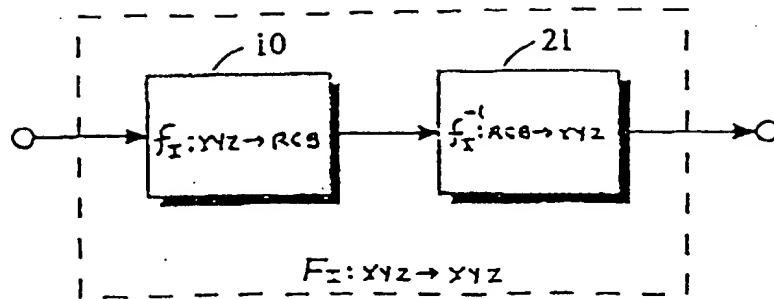 10
21
f_I: XYZ → RGB
f_I^-1: RGB → XYZ
F_I: XYZ → XYZ